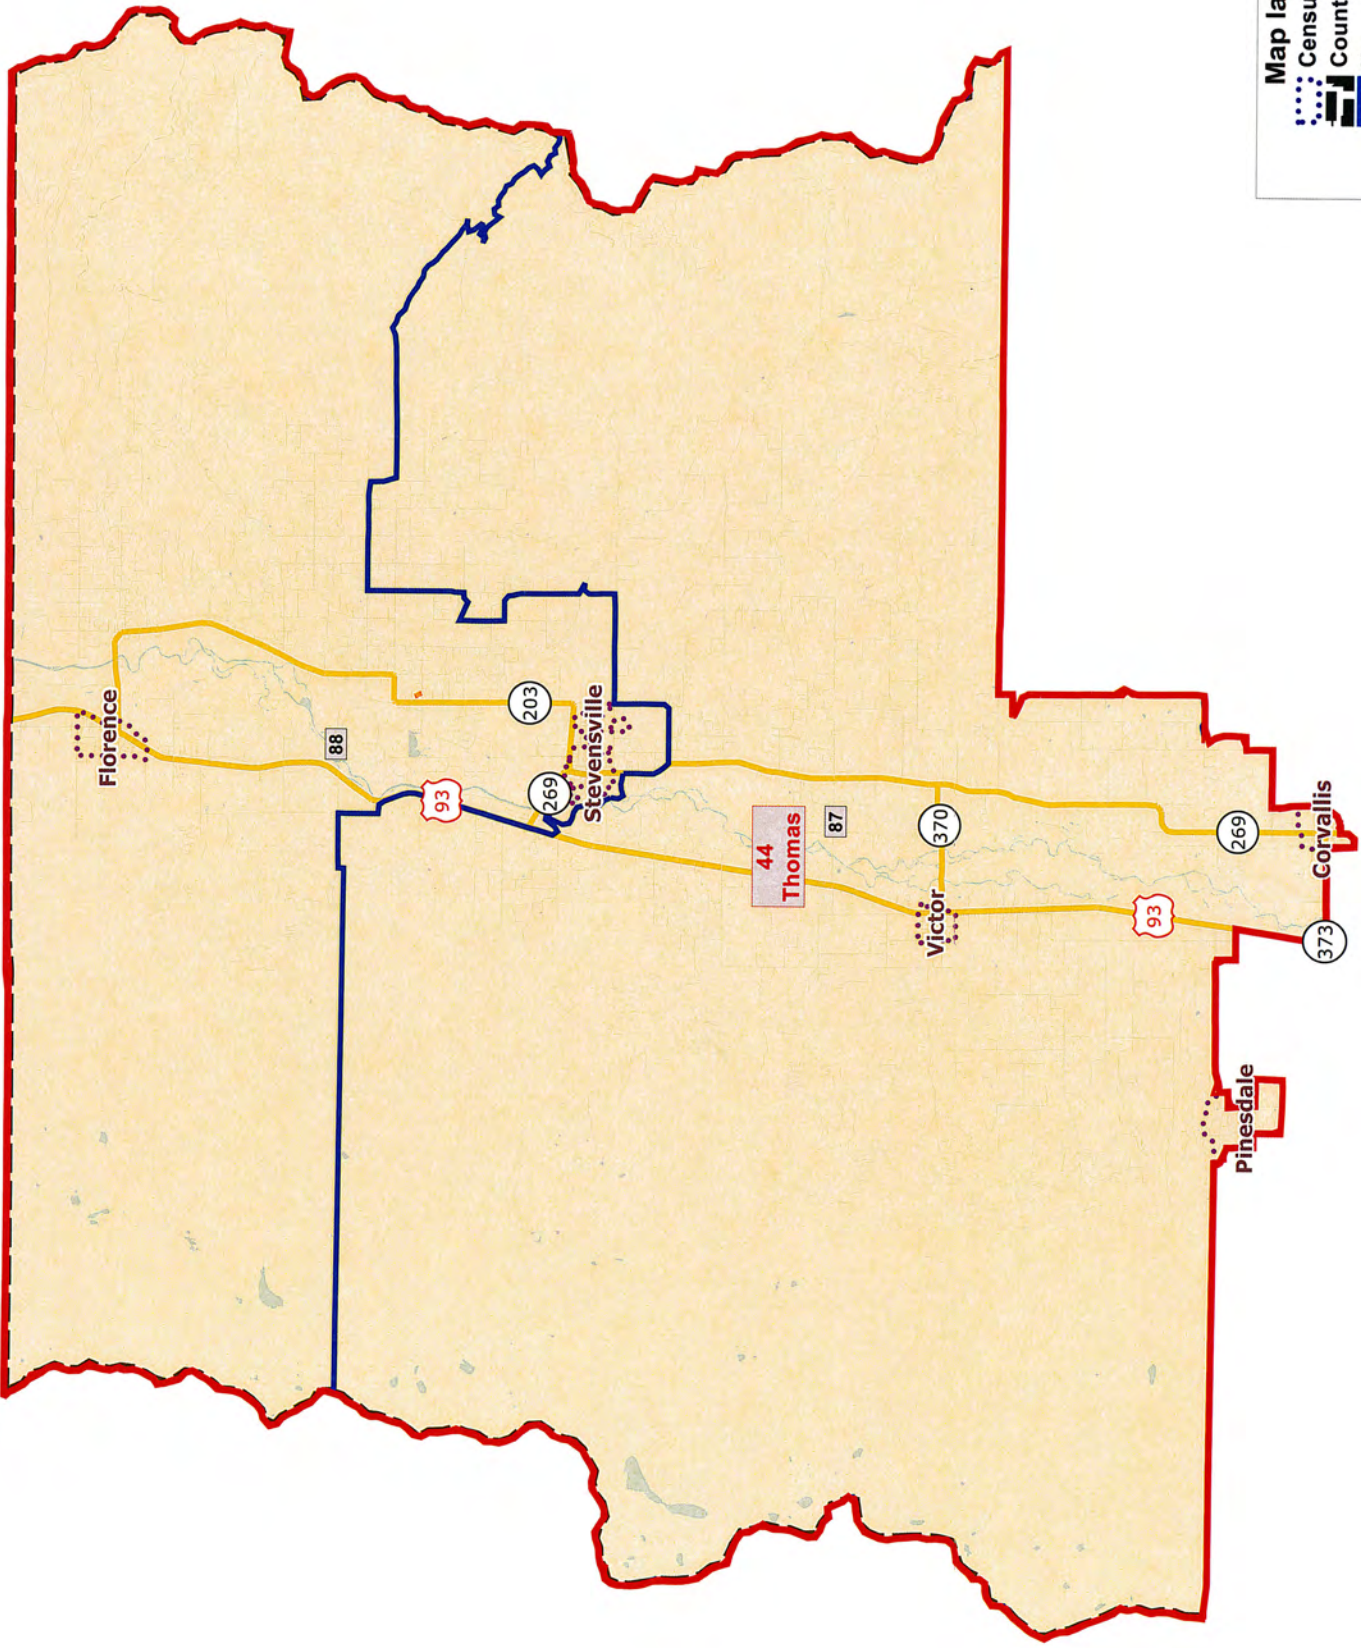 Florence
88
93
203
269
Stevensville
44
Thomas
87
370
Victor
93
269
Corvallis
373
Pinesdale
Map la
Censu
Count